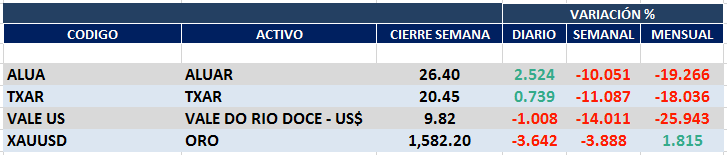 VARIACIÓN %
CODIGO ACTIVO CIERRE SEMANA DIARIO SEMANAL MENSUAL
ALUA ALUAR 26.40 2.524 -10.051 -19.266
TXAR TXAR 20.45 0.739 -11.087 -18.036
VALE US VALE DO RIO DOCE - US$ 9.82 -1.008 -14.011 -25.943
XAUUSD ORO 1,582.20 -3.642 -3.888 1.815